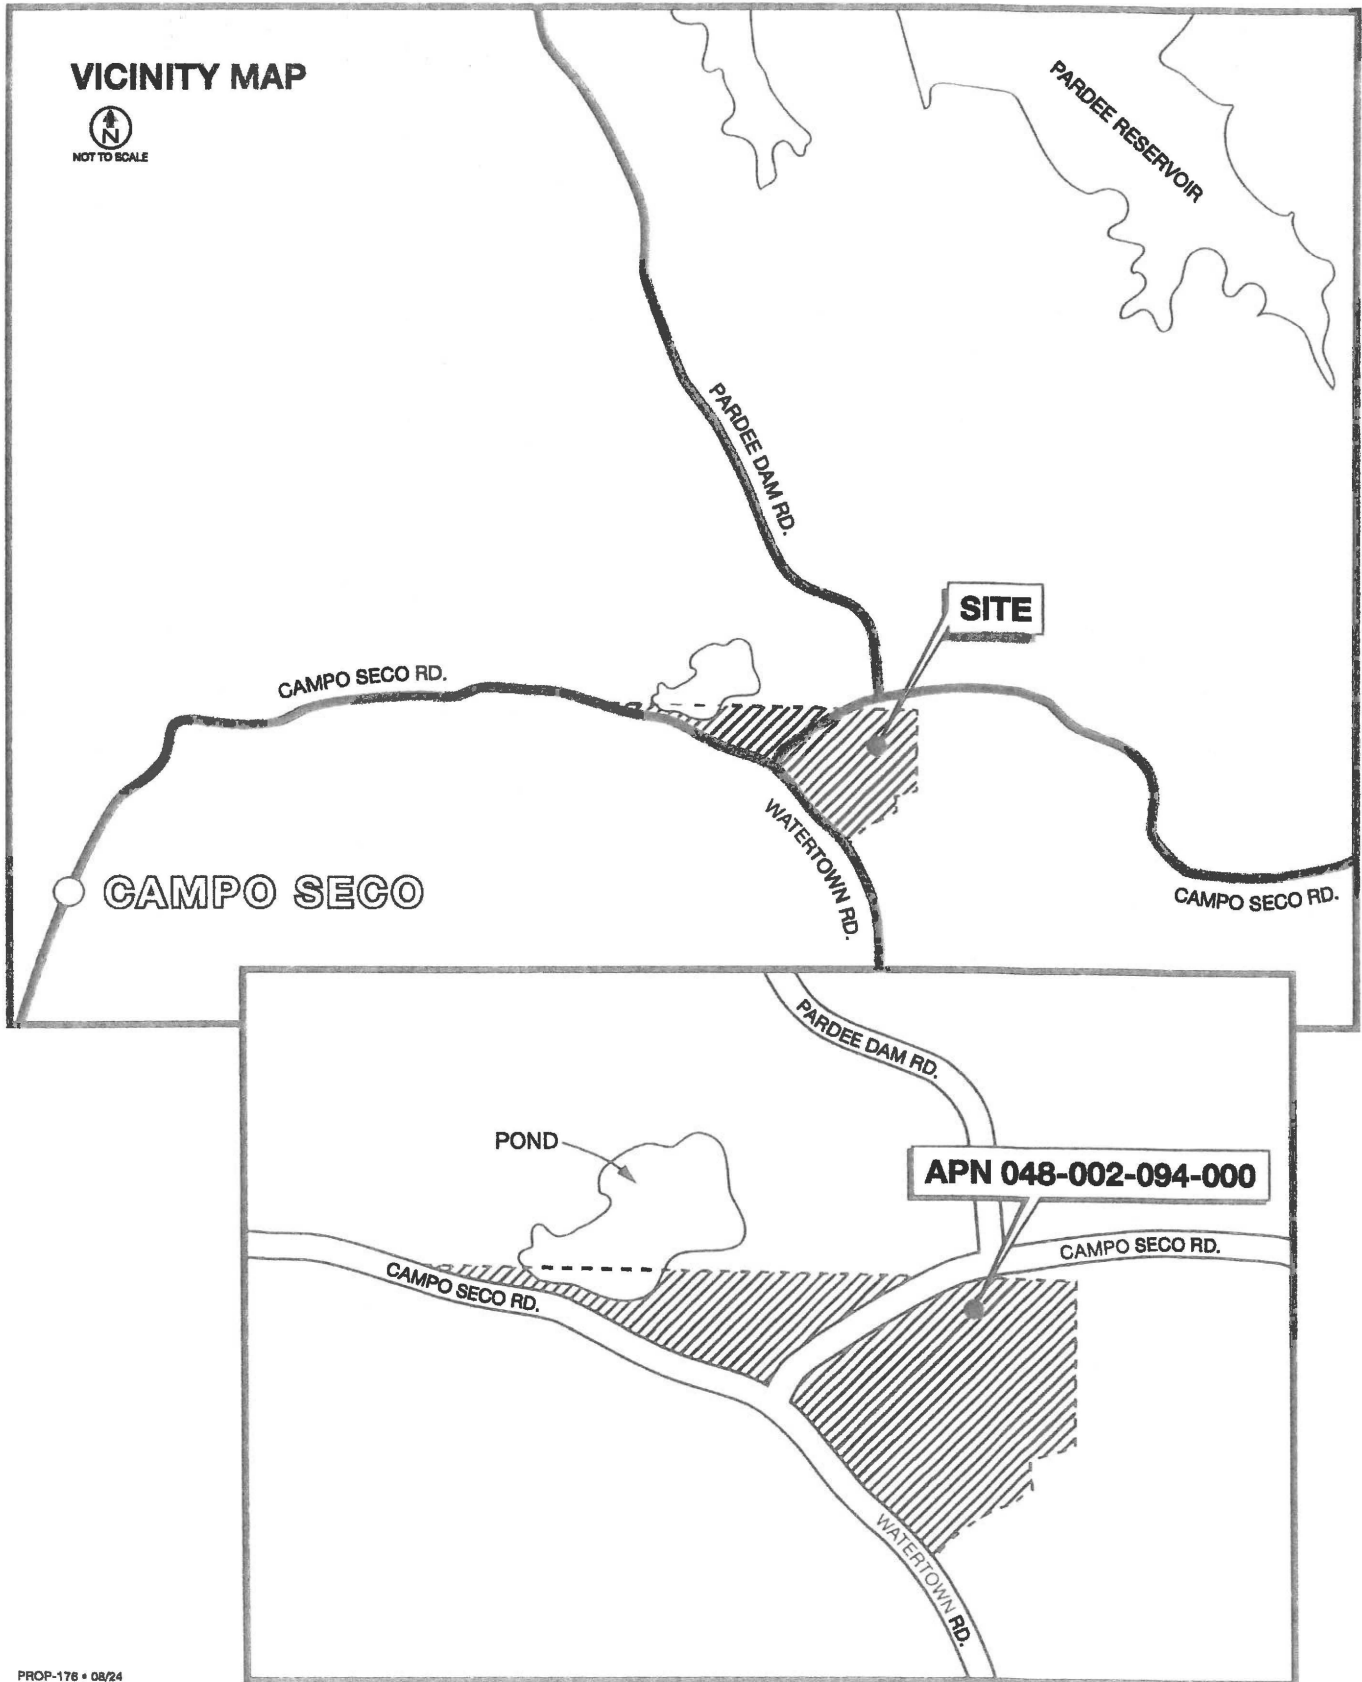 VICINITY MAP
N
NOT TO SCALE
PARDEE RESERVOIR
PARDEE DAM RD.
SITE
CAMPO SECO RD.
WATERTOWN RD.
CAMPO SECO
CAMPO SECO RD.
PARDEE DAM RD.
POND
APN 048-002-094-000
CAMPO SECO RD.
CAMPO SECO RD.
WATERTOWN RD.
PROP-176 • 08/24